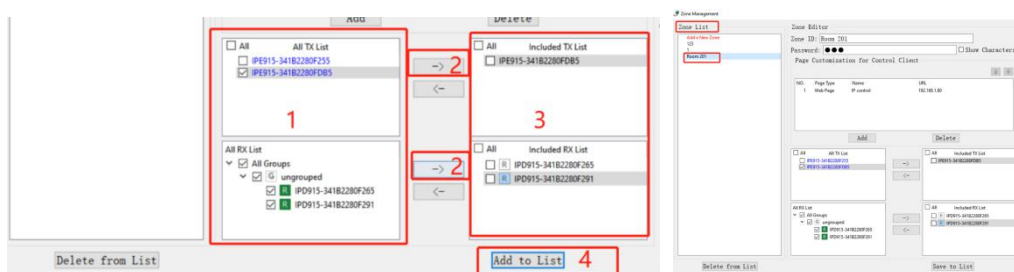 Add
Delete
All
All TX List
IPE915-341B2280F255
IPE915-341B2280FDB5
1
-->
2
<-
All
Included TX List
IPE915-341B2280FDB5
3
All RX List
All Groups
G ungrouped
R IPD915-341B2280F265
R IPD915-341B2280F291
-->
2
<-
All
Included RX List
R IPD915-341B2280F265
R IPD915-341B2280F291
Delete from List
Add to List
4
Zone Management
Zone List
Add a New Zone
1
Room 201
Zone Editor
Zone ID: Room 201
Password: ●●●
Show Characters
Page Customization for Control Client
NO.
Page Type
Name
URL
1
Web Page
IP control
192.168.1.80
Add
Delete
All
All TX List
IPE915-341B2280F255
IPE915-341B2280FDB5
-->
<-
All
Included TX List
IPE915-341B2280FDB5
All RX List
All Groups
G ungrouped
R IPD915-341B2280F265
R IPD915-341B2280F291
-->
<-
All
Included RX List
R IPD915-341B2280F265
R IPD915-341B2280F291
Delete from List
Save to List